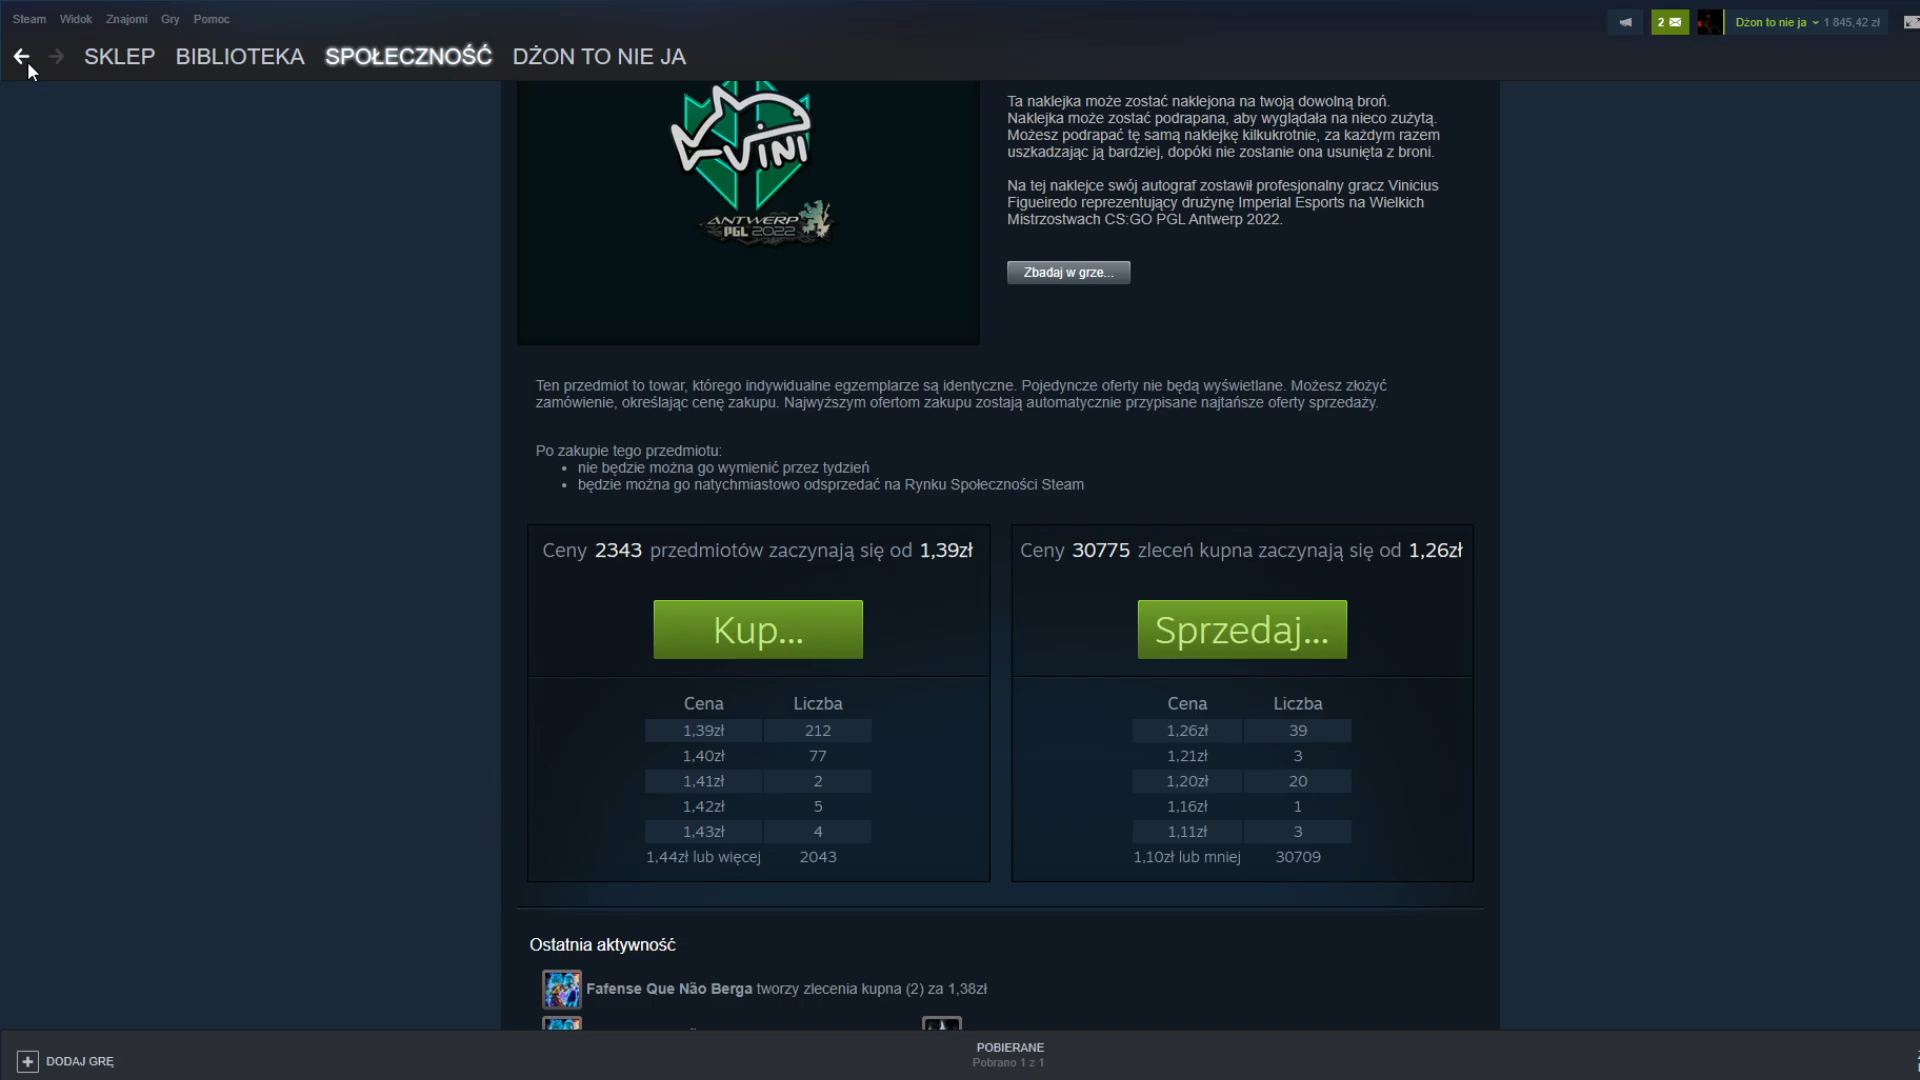 Steam Widok Znajomi Gry Pomoc
2 Dżon to nie ja 1 845,42 zł
SKLEP BIBLIOTEKA SPOŁECZNOŚĆ DŻON TO NIE JA
VINI
ANTWERP
PGL 2022
Ta naklejka może zostać naklejona na twoją dowolną broń.
Naklejka może zostać podrapana, aby wyglądała na nieco zużytą.
Możesz podrapać tę samą naklejkę kilkukrotnie, za każdym razem
uszkadzając ją bardziej, dopóki nie zostanie ona usunięta z broni.
Na tej naklejce swój autograf zostawił profesjonalny gracz Vinicius
Figueiredo reprezentujący drużynę Imperial Esports na Wielkich
Mistrzostwach CS:GO PGL Antwerp 2022.
Zbadaj w grze...
Ten przedmiot to towar, którego indywidualne egzemplarze są identyczne. Pojedyncze oferty nie będą wyświetlane. Możesz złożyć
zamówienie, określając cenę zakupu. Najwyższym ofertom zakupu zostają automatycznie przypisane najtańsze oferty sprzedaży.
Po zakupie tego przedmiotu:
• nie będzie można go wymienić przez tydzień
• będzie można go natychmiastowo odsprzedać na Rynku Społeczności Steam
Ceny 2343 przedmiotów zaczynają się od 1,39zł
Kup...
Cena Liczba
1,39zł 212
1,40zł 77
1,41zł 2
1,42zł 5
1,43zł 4
1,44zł lub więcej 2043
Ceny 30775 zleceń kupna zaczynają się od 1,26zł
Sprzedaj...
Cena Liczba
1,26zł 39
1,21zł 3
1,20zł 20
1,16zł 1
1,11zł 3
1,10zł lub mniej 30709
Ostatnia aktywność
Fafense Que Não Berga tworzy zlecenia kupna (2) za 1,38zł
DODAJ GRĘ
POBIERANE
Pobrano 1 z 1